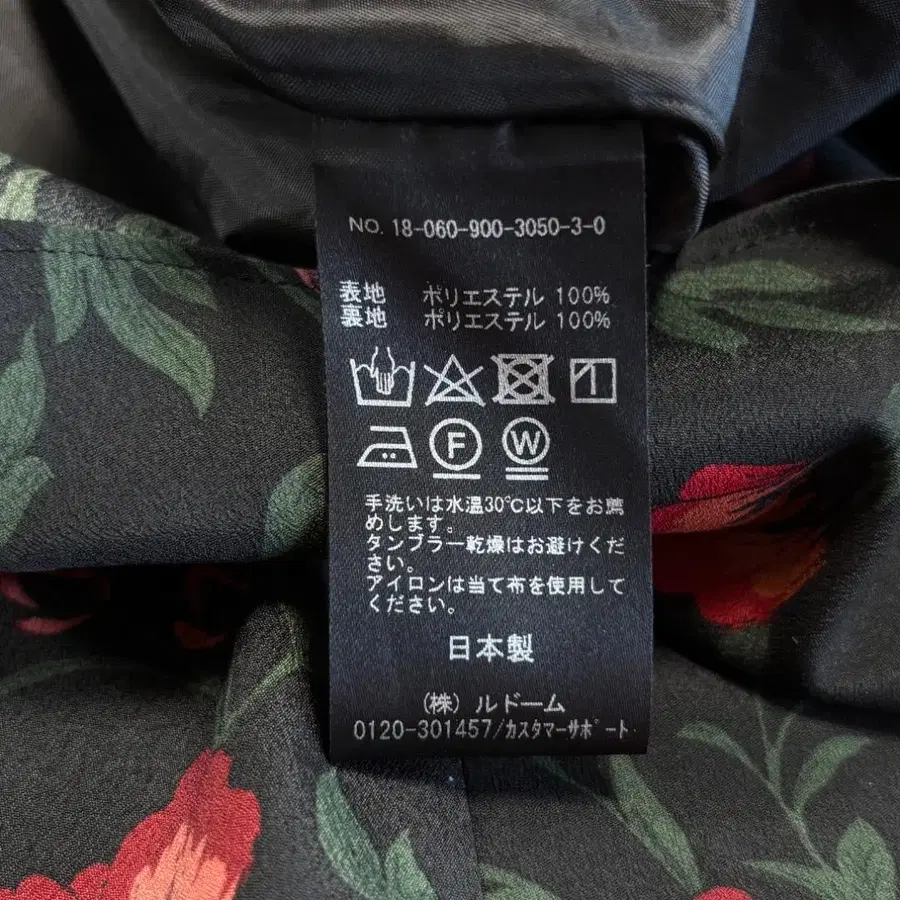 NO. 18-060-900-3050-3-0
表地 ポリエステル 100%
裏地 ポリエステル 100%
F W
手洗いは水温30℃以下をお薦
めします。
タンブラー乾燥はお避けくだ
さい。
アイロンは当て布を使用して
ください。
日本製
(株) ルドーム
0120-301457/カスタマーサポート